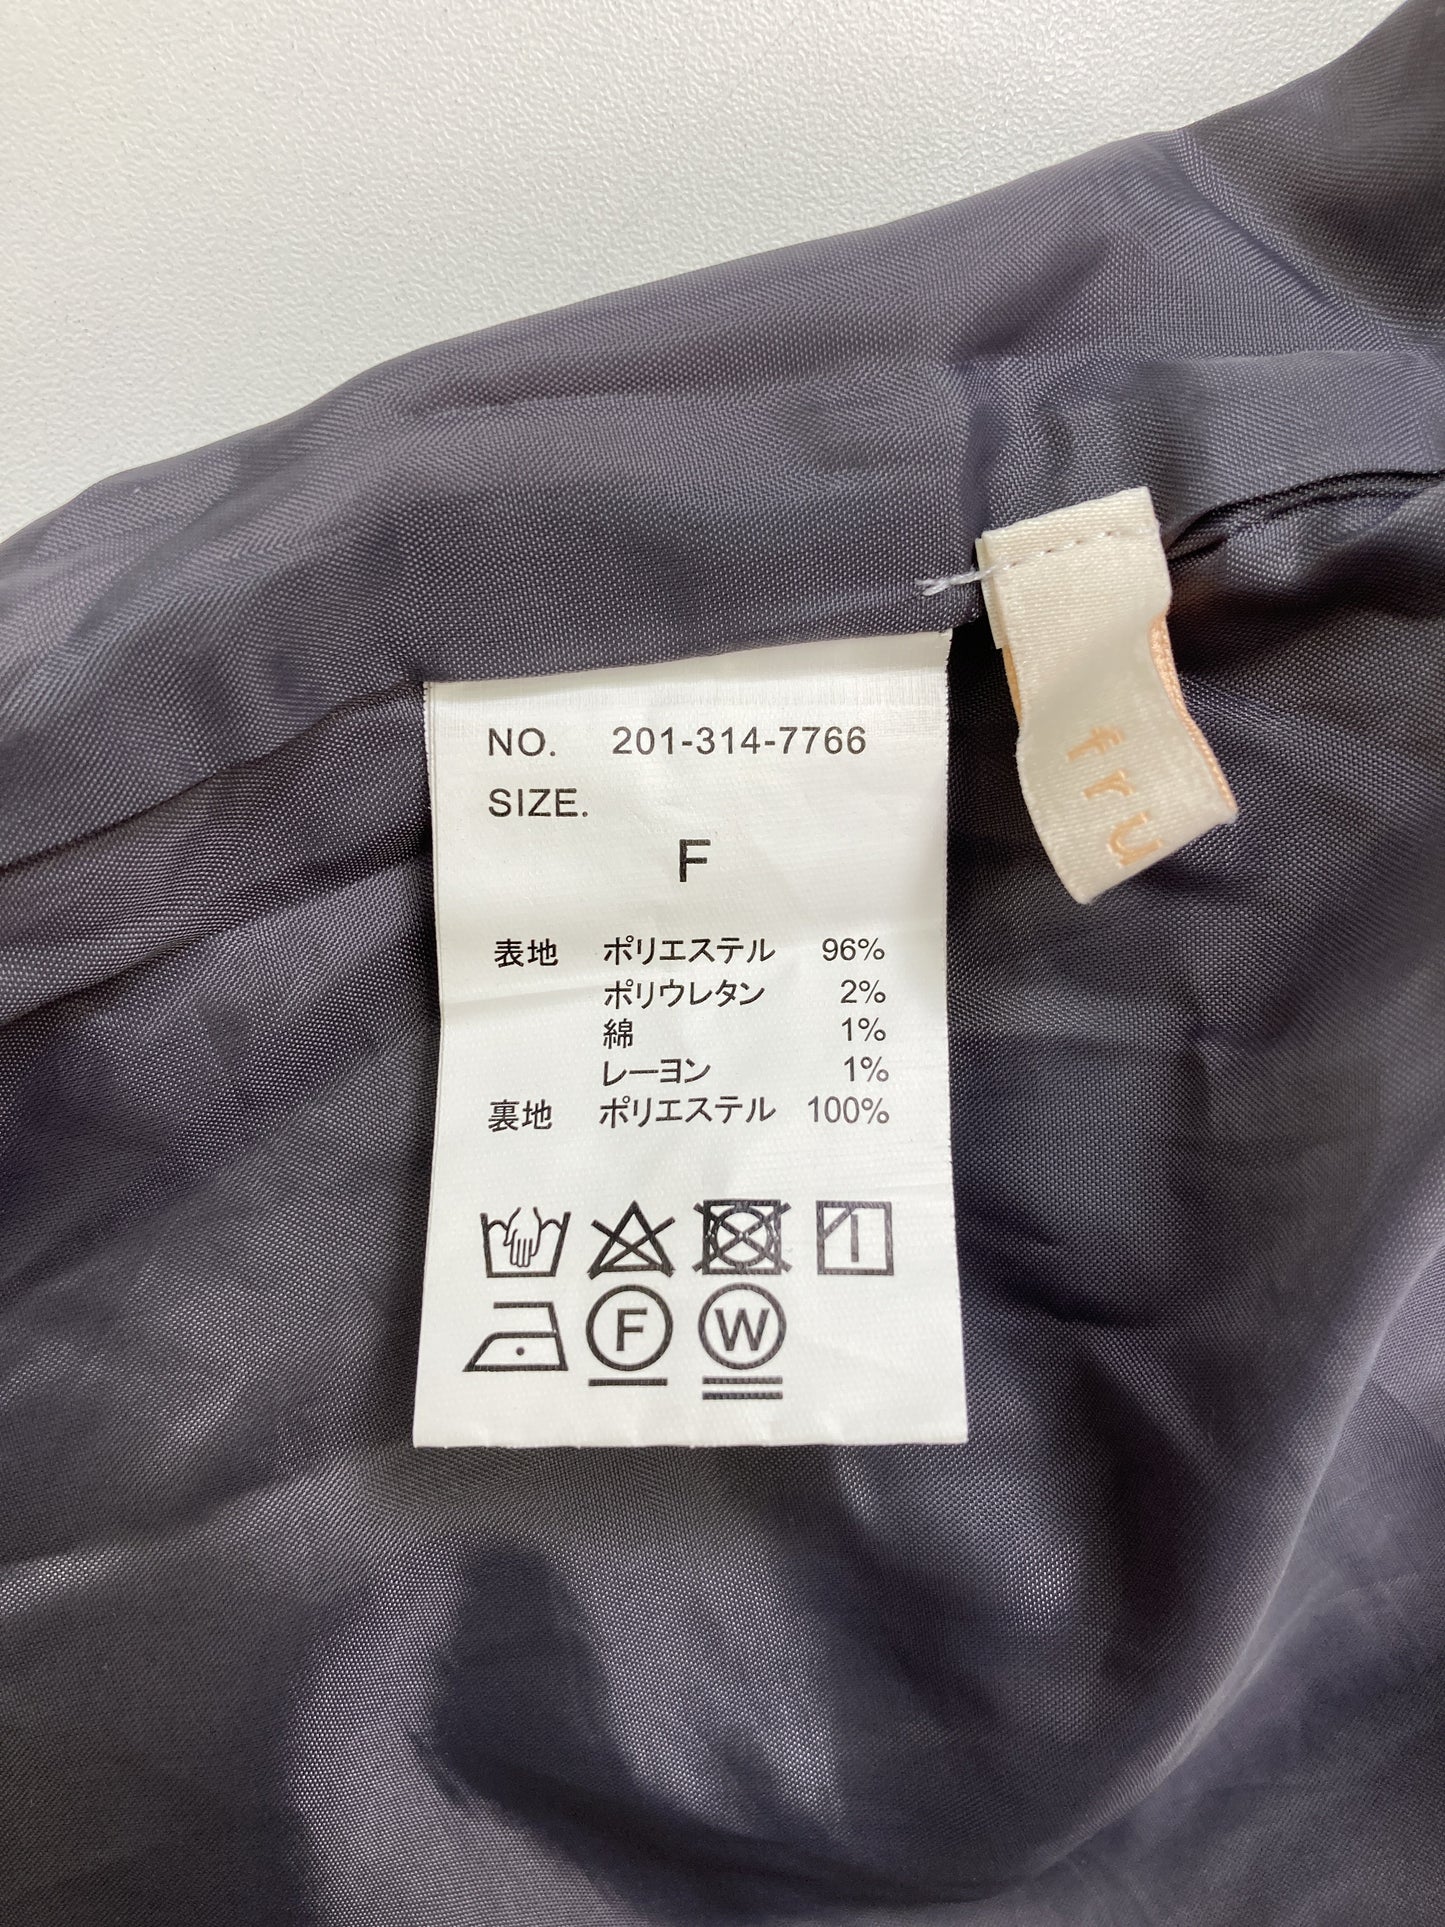 NO. 201-314-7766
SIZE.
F
表地 ポリエステル 96%
ポリウレタン 2%
綿 1%
レーヨン 1%
裏地 ポリエステル 100%
F W
fru